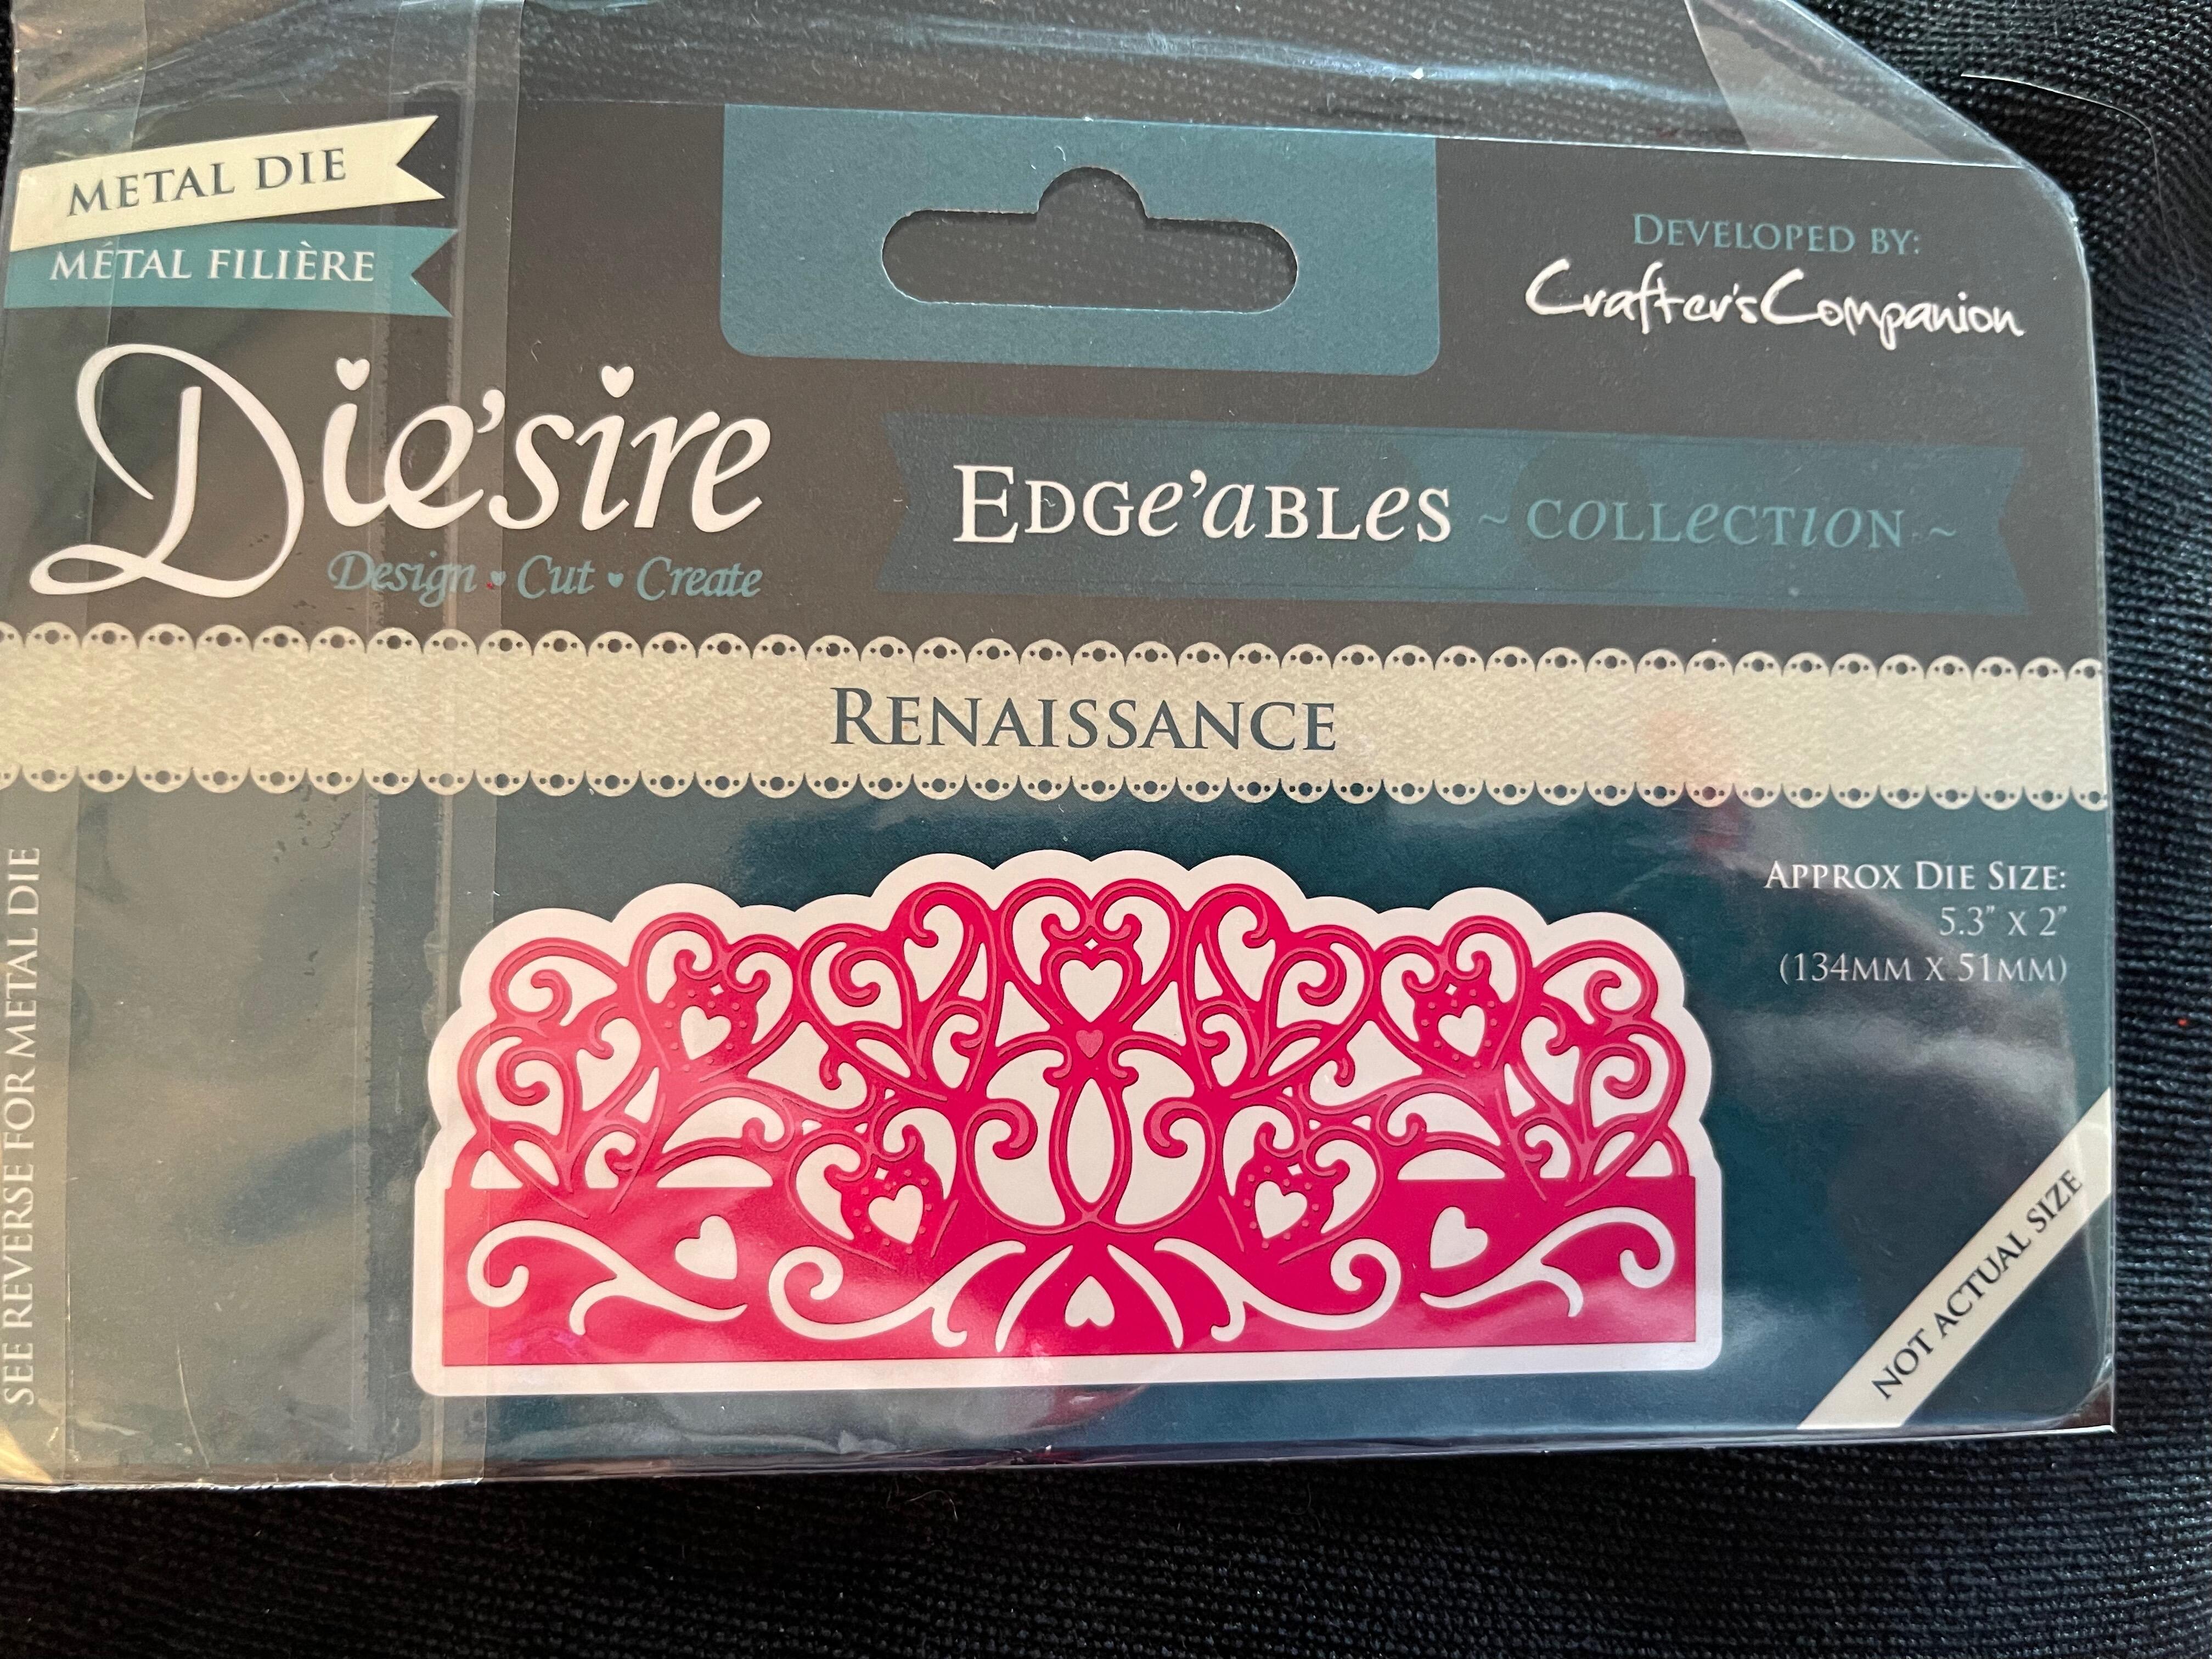 METAL DIE
MÉTAL FILIÈRE
DEVELOPED BY:
Crafter's Companion
Die'sire
Design ♥ Cut ♥ Create
EDGe'aBLes ~ COLLeCTION ~
RENAISSANCE
APPROX DIE SIZE:
5.3" X 2"
(134MM X 51MM)
SEE REVERSE FOR METAL DIE
NOT ACTUAL SIZE